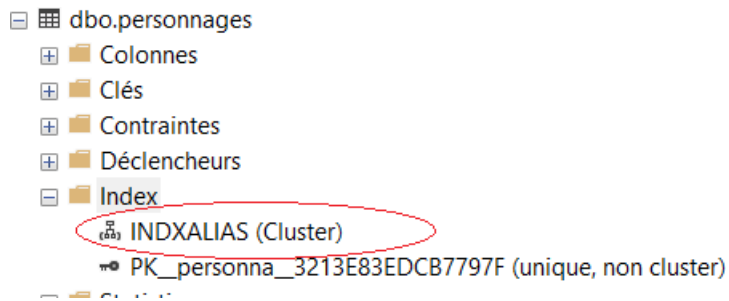 dbo.personnages
Colonnes
Clés
Contraintes
Déclencheurs
Index
INDXALIAS (Cluster)
PK__personna__3213E83EDCB7797F (unique, non cluster)